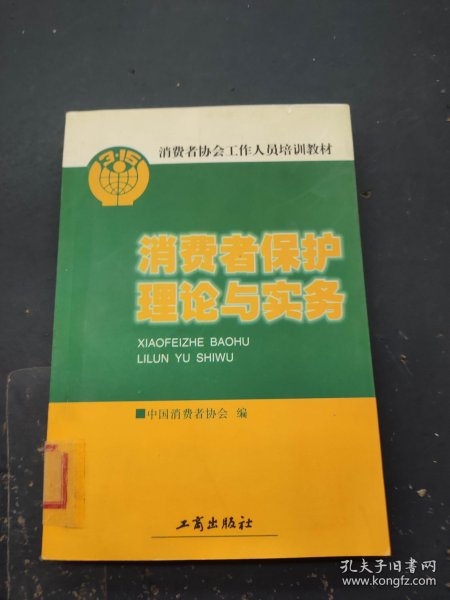 3·15
消费者协会工作人员培训教材
消费者保护
理论与实务
XIAOFEIZHE BAOHU
LILUN YU SHIWU
■中国消费者协会 编
工商出版社
孔夫子旧书网
www.kongfz.com